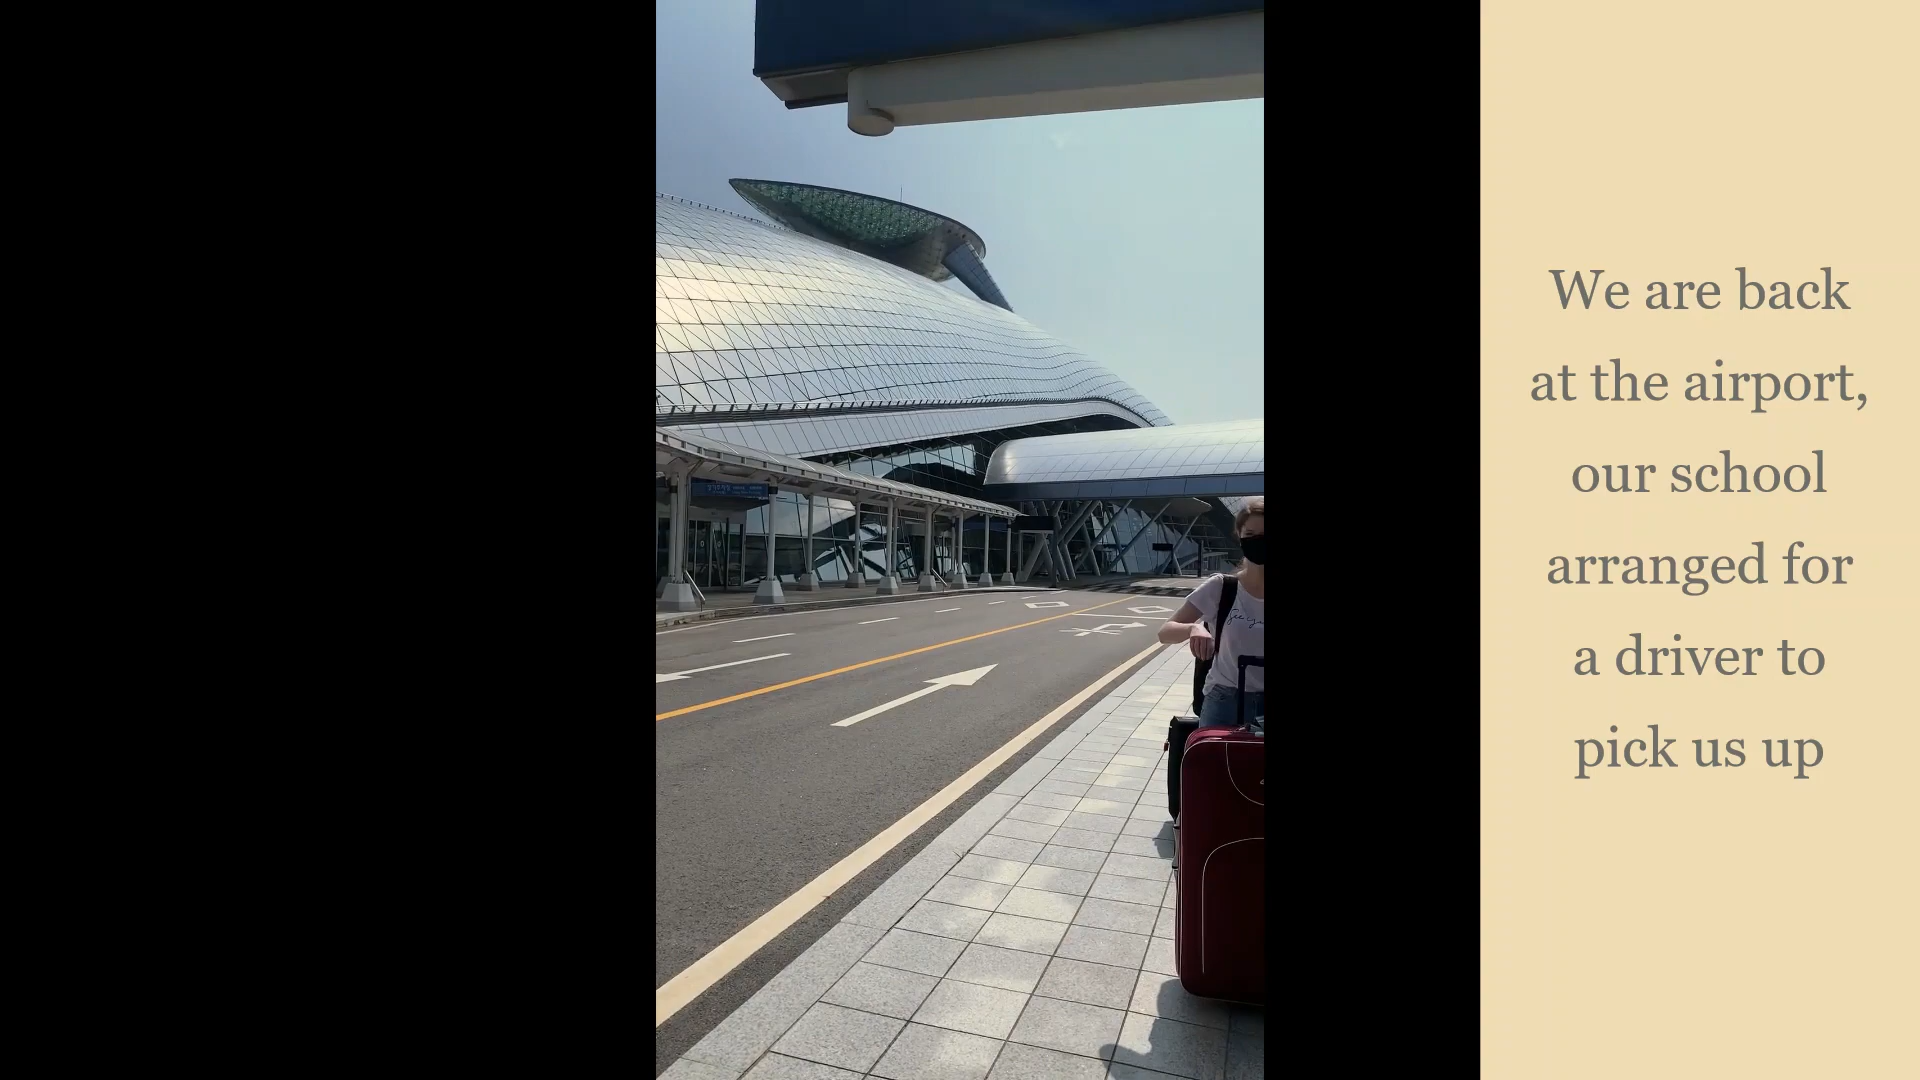 We are back
at the airport,
our school
arranged for
a driver to
pick us up